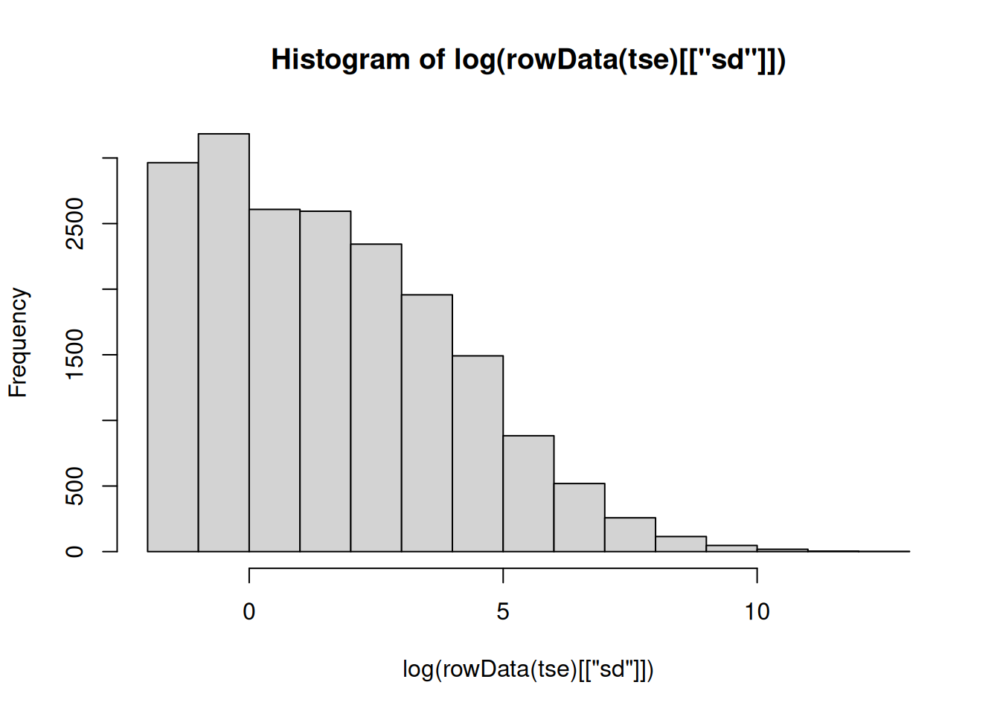 Histogram of log(rowData(tse)[["sd"]])
Frequency
2500
1500
500
0
0 5 10
log(rowData(tse)[["sd"]])